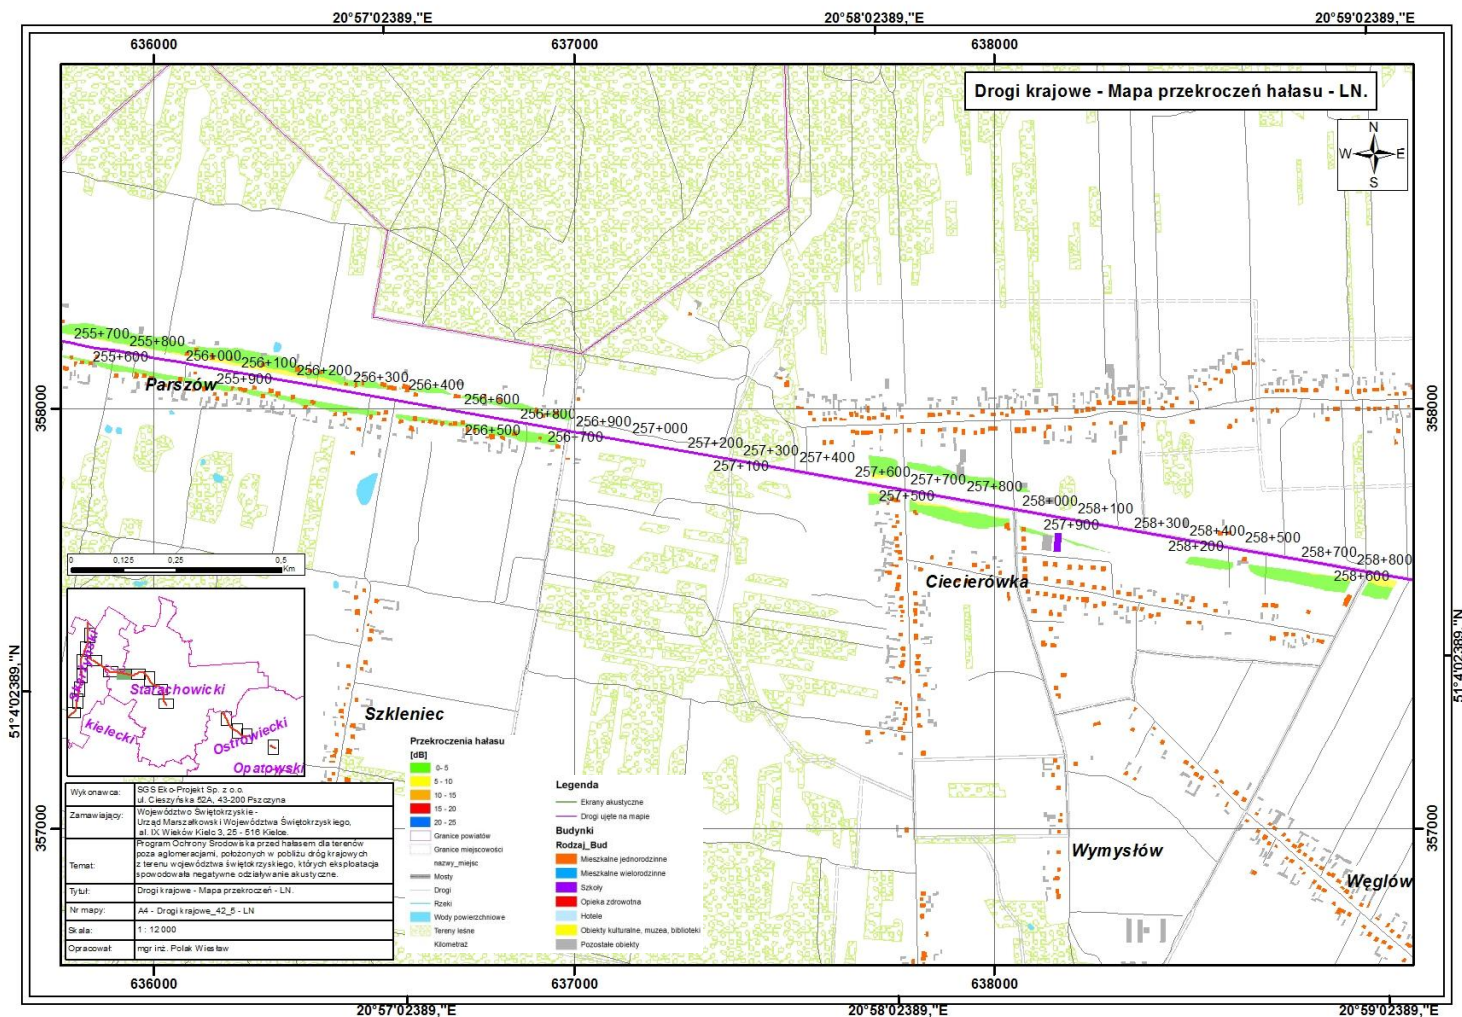 20°57'02389,"E 20°58'02389,"E 20°59'02389,"E
636000 637000 638000
Drogi krajowe - Mapa przekroczeń hałasu - LN.
N
W E
S
358000 358000
255+700 255+800 256+000 256+100 256+200 256+300 256+400 256+600 256+800 256+900 257+000 257+200 257+300 257+400 257+600 257+700 257+800 258+000 258+100 258+300 258+400 258+500 258+700 258+800
255+600 255+900 256+500 256+700 257+100 257+500 257+900 258+200 258+600
Parszów
Ciecierówka
Szkleniec
Wymysłów
Węglów
0 0,125 0,25 0,5
Km
Starachowicki
kielecki
Ostrowiecki
Opatowski
51°4'02389,"N 51°4'02389,"N
357000 357000
Przekroczenia hałasu
[dB]
0- 5
5 - 10
10 - 15
15 - 20
20 - 25
Granice powiatów
Granice miejscowości
nazwy_miejsc
Mosty
Drogi
Rzeki
Wody powierzchniowe
Tereny leśne
Kilometraż
Legenda
Ekrany akustyczne
Drogi ujęte na mapie
Budynki
Rodzaj_Bud
Mieszkalne jednorodzinne
Mieszkalne wielorodzinne
Szkoły
Opieka zdrowotna
Hotele
Obiekty kulturalne, muzea, biblioteki
Pozostałe obiekty
Wykonawca: SGS Eko-Projekt Sp. z o.o.
ul. Cieszyńska 52A, 43-200 Pszczyna
Zamawiający: Województwo Świętokrzyskie -
Urząd Marszałkowski Województwa Świętokrzyskiego,
al. IX Wieków Kielc 3, 25 - 516 Kielce.
Temat: Program Ochrony Środowiska przed hałasem dla terenów
poza aglomeracjami, położonych w pobliżu dróg krajowych
z terenu województwa świętokrzyskiego, których eksploatacja
spowodowała negatywne oddziaływanie akustyczne.
Tytuł: Drogi krajowe - Mapa przekroczeń - LN.
Nr mapy: A4 - Drogi krajowe_42_5 - LN
Skala: 1 : 12 000
Opracował: mgr inż. Polak Wiesław
636000 637000 638000
20°57'02389,"E 20°58'02389,"E 20°59'02389,"E